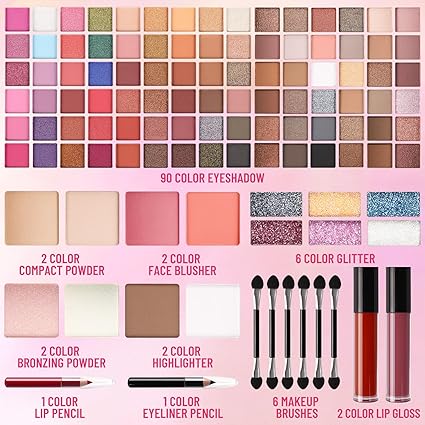 90 COLOR EYESHADOW
2 COLOR
COMPACT POWDER
2 COLOR
FACE BLUSHER
6 COLOR GLITTER
2 COLOR
BRONZING POWDER
2 COLOR
HIGHLIGHTER
1 COLOR
LIP PENCIL
1 COLOR
EYELINER PENCIL
6 MAKEUP
BRUSHES
2 COLOR LIP GLOSS